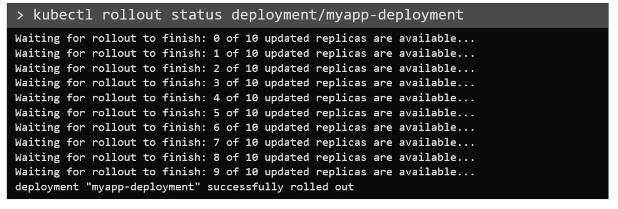 > kubectl rollout status deployment/myapp-deployment
Waiting for rollout to finish: 0 of 10 updated replicas are available...
Waiting for rollout to finish: 1 of 10 updated replicas are available...
Waiting for rollout to finish: 2 of 10 updated replicas are available...
Waiting for rollout to finish: 3 of 10 updated replicas are available...
Waiting for rollout to finish: 4 of 10 updated replicas are available...
Waiting for rollout to finish: 5 of 10 updated replicas are available...
Waiting for rollout to finish: 6 of 10 updated replicas are available...
Waiting for rollout to finish: 7 of 10 updated replicas are available...
Waiting for rollout to finish: 8 of 10 updated replicas are available...
Waiting for rollout to finish: 9 of 10 updated replicas are available...
deployment "myapp-deployment" successfully rolled out